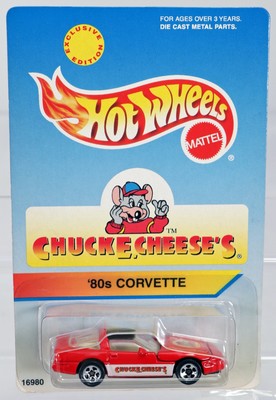 FOR AGES OVER 3 YEARS.
DIE CAST METAL PARTS.
EXCLUSIVE
EDITION
HOT WHEELS
MATTEL
®
TM
CHUCK E. CHEESE'S®
'80s CORVETTE
16980
CHUCK E. CHEESE'S